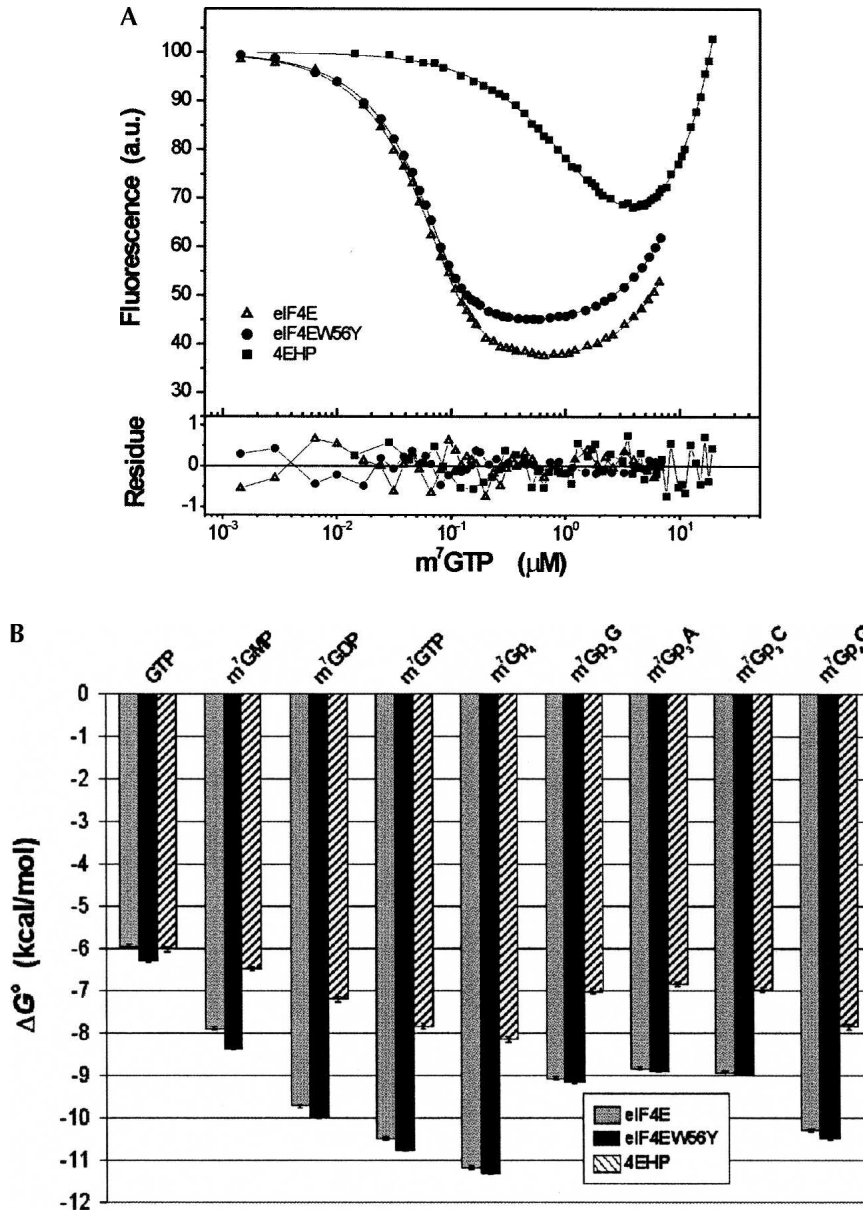 A
100
90
80
70
60
50
40
30
Fluorescence (a.u.)
eIF4E
eIF4EW56Y
4EHP
1
0
-1
Residue
10⁻³ 10⁻² 10⁻¹ 10⁰ 10¹
m⁷GTP (µM)
B
GTP m⁷GMP m⁷GDP m⁷GTP m⁷Gp₄ m⁷Gp₃G m⁷Gp₃A m⁷Gp₃C
0
-1
-2
-3
-4
-5
-6
-7
-8
-9
-10
-11
-12
ΔG° (kcal/mol)
eIF4E
eIF4EW56Y
4EHP